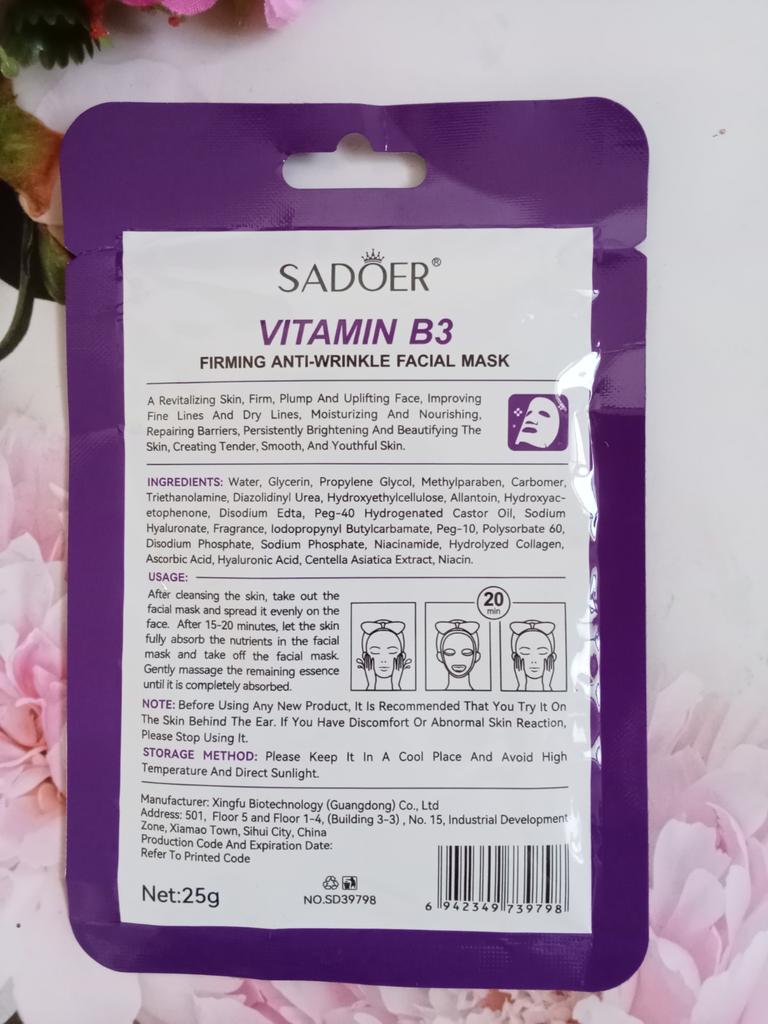 SADOER®
VITAMIN B3
FIRMING ANTI-WRINKLE FACIAL MASK
A Revitalizing Skin, Firm, Plump And Uplifting Face, Improving
Fine Lines And Dry Lines, Moisturizing And Nourishing,
Repairing Barriers, Persistently Brightening And Beautifying The
Skin, Creating Tender, Smooth, And Youthful Skin.
INGREDIENTS: Water, Glycerin, Propylene Glycol, Methylparaben, Carbomer,
Triethanolamine, Diazolidinyl Urea, Hydroxyethylcellulose, Allantoin, Hydroxyac-
etophenone, Disodium Edta, Peg-40 Hydrogenated Castor Oil, Sodium
Hyaluronate, Fragrance, Iodopropynyl Butylcarbamate, Peg-10, Polysorbate 60,
Disodium Phosphate, Sodium Phosphate, Niacinamide, Hydrolyzed Collagen,
Ascorbic Acid, Hyaluronic Acid, Centella Asiatica Extract, Niacin.
USAGE:
After cleansing the skin, take out the
facial mask and spread it evenly on the
face. After 15-20 minutes, let the skin
fully absorb the nutrients in the facial
mask and take off the facial mask.
Gently massage the remaining essence
until it is completely absorbed.
20
min
NOTE: Before Using Any New Product, It Is Recommended That You Try It On
The Skin Behind The Ear. If You Have Discomfort Or Abnormal Skin Reaction,
Please Stop Using It.
STORAGE METHOD: Please Keep It In A Cool Place And Avoid High
Temperature And Direct Sunlight.
Manufacturer: Xingfu Biotechnology (Guangdong) Co., Ltd
Address: 501, Floor 5 and Floor 1-4, (Building 3-3) , No. 15, Industrial Development
Zone, Xiamao Town, Sihui City, China
Production Code And Expiration Date:
Refer To Printed Code
Net:25g
NO.SD39798
6 942349 739798